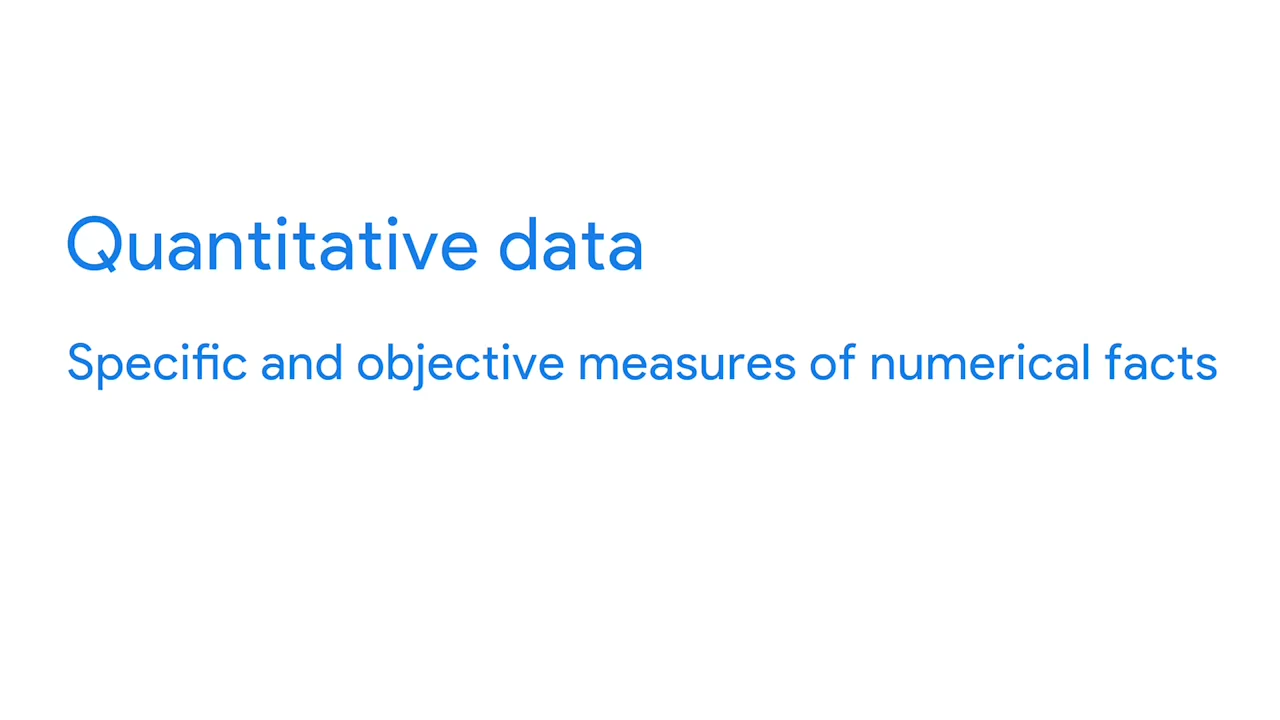 Quantitative data
Specific and objective measures of numerical facts